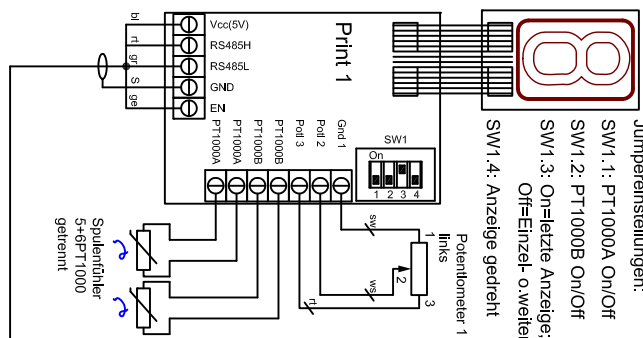 Print 1
bl
rt
gr
S
ge
Vcc(5V)
RS485H
RS485L
GND
EN
PT1000A
PT1000A
PT1000B
PT1000B
Poti 3
Poti 2
Gnd 1
SW1
On
1 2 3 4
Jumpereinstellungen:
SW1.1: PT1000A On/Off
SW1.2: PT1000B On/Off
SW1.3: On=letzte Anzeige;
Off=Einzel- o.weiter
SW1.4: Anzeige gedreht
sw
ws
rt
1
2
3
Potentiometer 1
links
Spulenfühler
5+6PT1000
getrennt